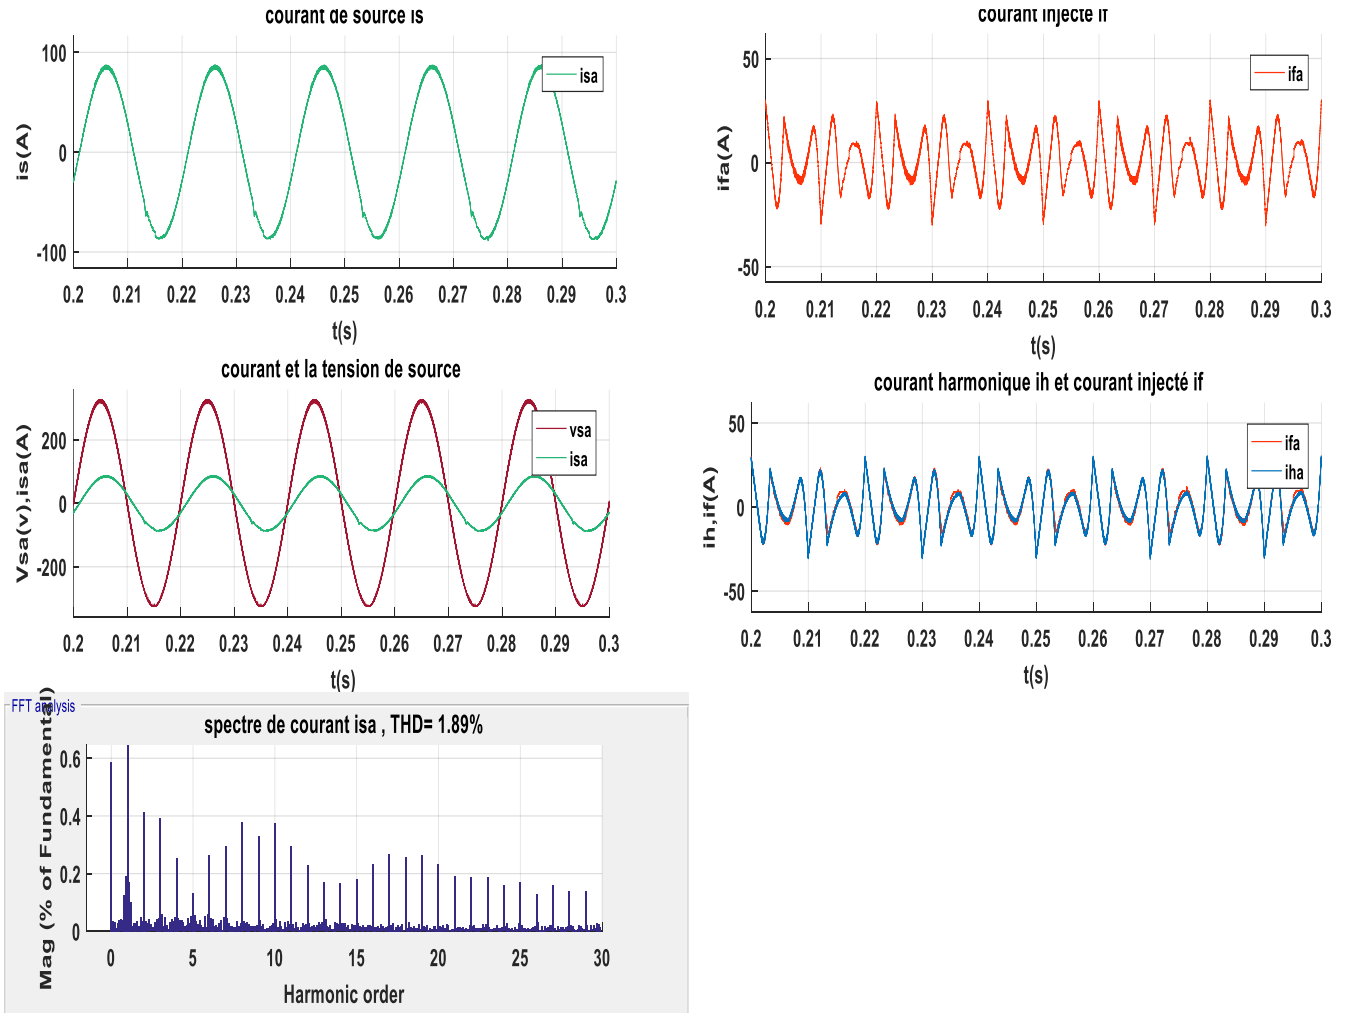 courant de source is
100
0
-100
is(A)
isa
0.2 0.21 0.22 0.23 0.24 0.25 0.26 0.27 0.28 0.29 0.3
t(s)
courant injecté if
50
0
-50
ifa(A)
ifa
0.2 0.21 0.22 0.23 0.24 0.25 0.26 0.27 0.28 0.29 0.3
t(s)
courant et la tension de source
200
0
-200
Vsa(v),isa(A)
vsa
isa
0.2 0.21 0.22 0.23 0.24 0.25 0.26 0.27 0.28 0.29 0.3
t(s)
courant harmonique ih et courant injecté if
50
0
-50
ih,if(A)
ifa
iha
0.2 0.21 0.22 0.23 0.24 0.25 0.26 0.27 0.28 0.29 0.3
t(s)
FFT analysis
spectre de courant isa , THD= 1.89%
0.6
0.4
0.2
0
Mag (% of Fundamental)
0 5 10 15 20 25 30
Harmonic order